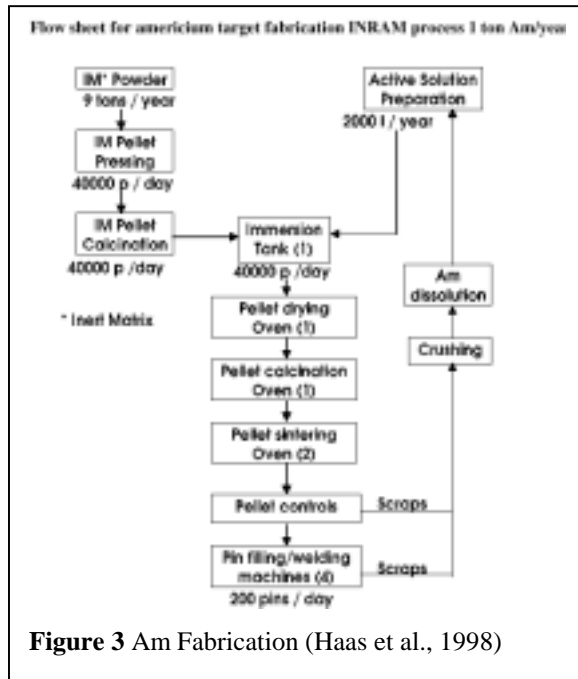 Flow sheet for americium target fabrication INRAM process 1 ton Am/year
IM* Powder
9 tons / year
IM Pellet
Pressing
40000 p / day
IM Pellet
Calcination
40000 p /day
* Inert Matrix
Active Solution
Preparation
2000 l / year
Immersion
Tank (1)
40000 p /day
Pellet drying
Oven (1)
Pellet calcination
Oven (1)
Pellet sintering
Oven (2)
Pellet controls
Pin filling/welding
machines (4)
200 pins / day
Scraps
Scraps
Crushing
Am
dissolution
Figure 3 Am Fabrication (Haas et al., 1998)